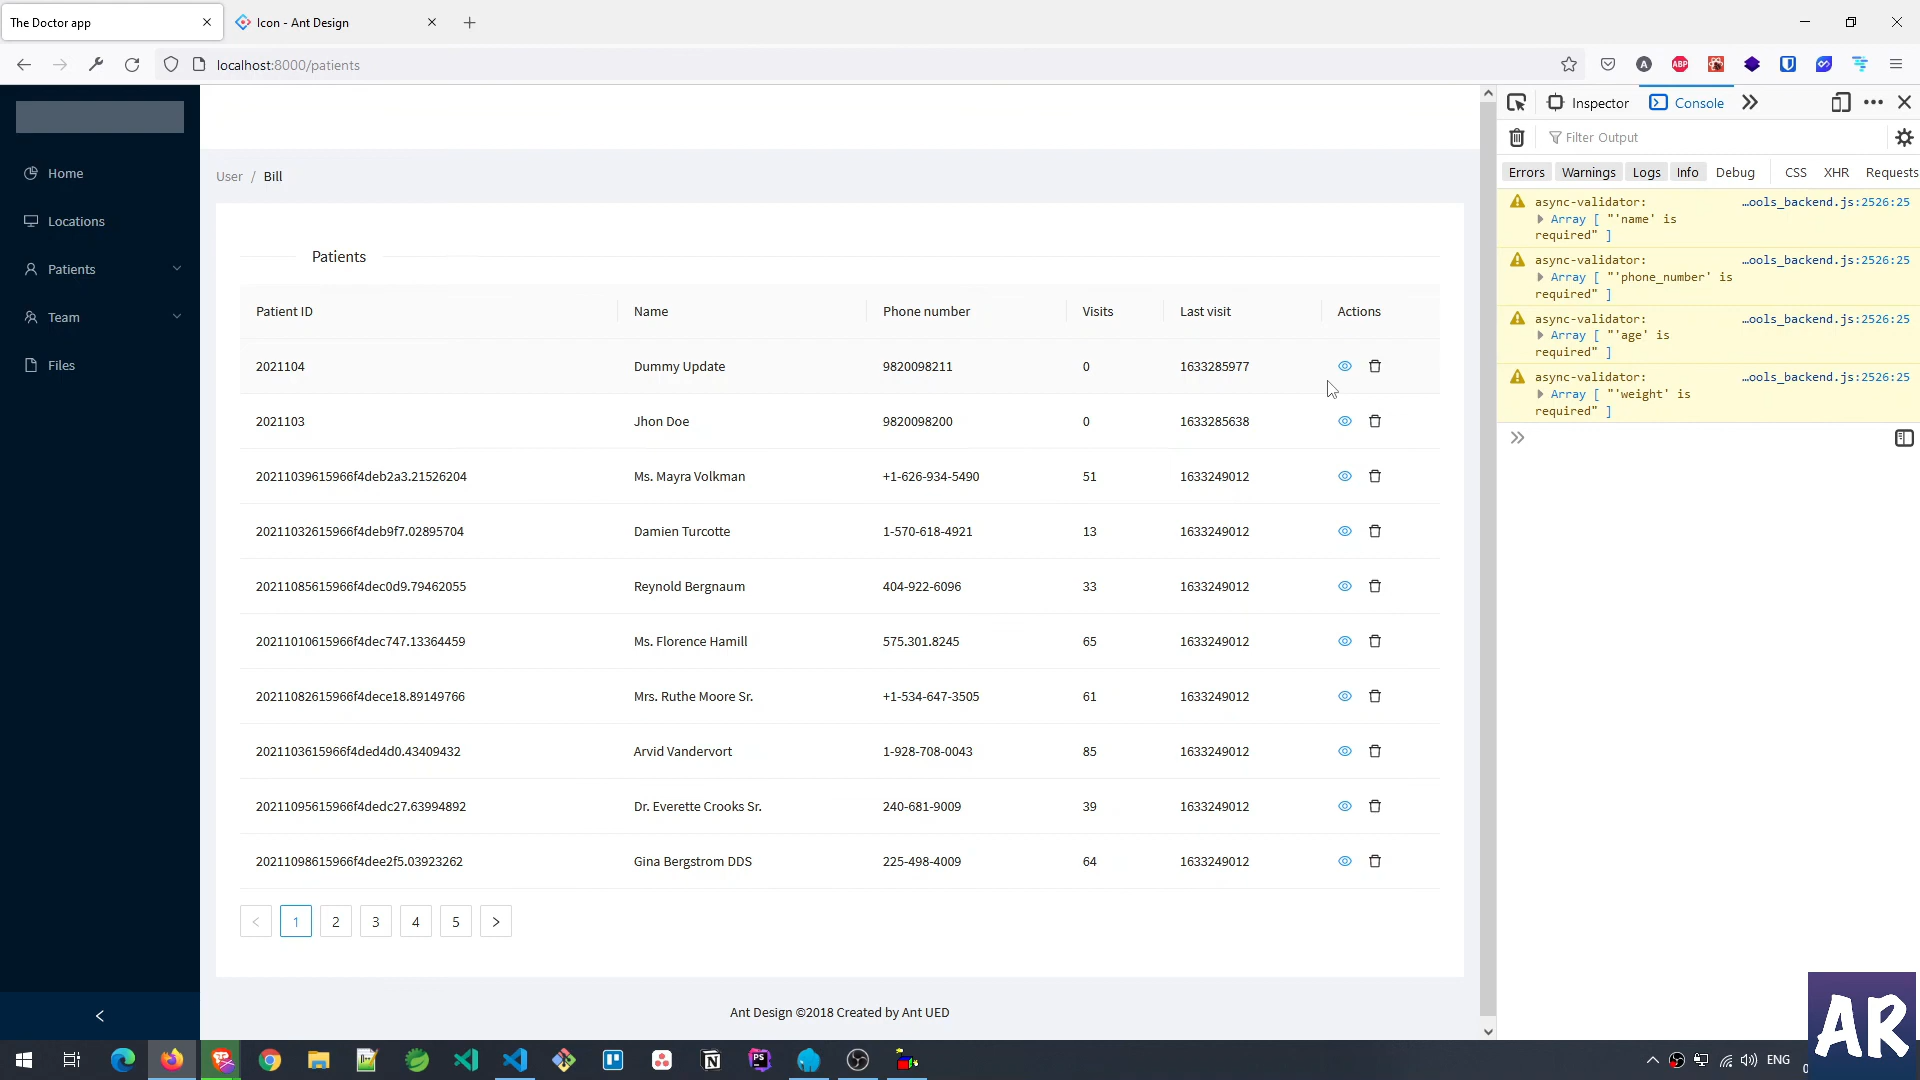 The Doctor app
Icon - Ant Design
localhost:8000/patients
Home
Locations
Patients
Team
Files
User / Bill
Patients
Patient ID Name Phone number Visits Last visit Actions
2021104 Dummy Update 9820098211 0 1633285977
2021103 Jhon Doe 9820098200 0 1633285638
20211039615966f4deb2a3.21526204 Ms. Mayra Volkman +1-626-934-5490 51 1633249012
20211032615966f4deb9f7.02895704 Damien Turcotte 1-570-618-4921 13 1633249012
20211085615966f4dec0d9.79462055 Reynold Bergnaum 404-922-6096 33 1633249012
20211010615966f4dec747.13364459 Ms. Florence Hamill 575.301.8245 65 1633249012
20211082615966f4dece18.89149766 Mrs. Ruthe Moore Sr. +1-534-647-3505 61 1633249012
2021103615966f4ded4d0.43409432 Arvid Vandervort 1-928-708-0043 85 1633249012
20211095615966f4dedc27.63994892 Dr. Everette Crooks Sr. 240-681-9009 39 1633249012
20211098615966f4dee2f5.03923262 Gina Bergstrom DDS 225-498-4009 64 1633249012
< 1 2 3 4 5 >
Ant Design ©2018 Created by Ant UED
Inspector Console
Filter Output
Errors Warnings Logs Info Debug CSS XHR Requests
async-validator: …ools_backend.js:2526:25
Array [ "'name' is
required" ]
async-validator: …ools_backend.js:2526:25
Array [ "'phone_number' is
required" ]
async-validator: …ools_backend.js:2526:25
Array [ "'age' is
required" ]
async-validator: …ools_backend.js:2526:25
Array [ "'weight' is
required" ]
ABP
A
PS
N
ENG
AR